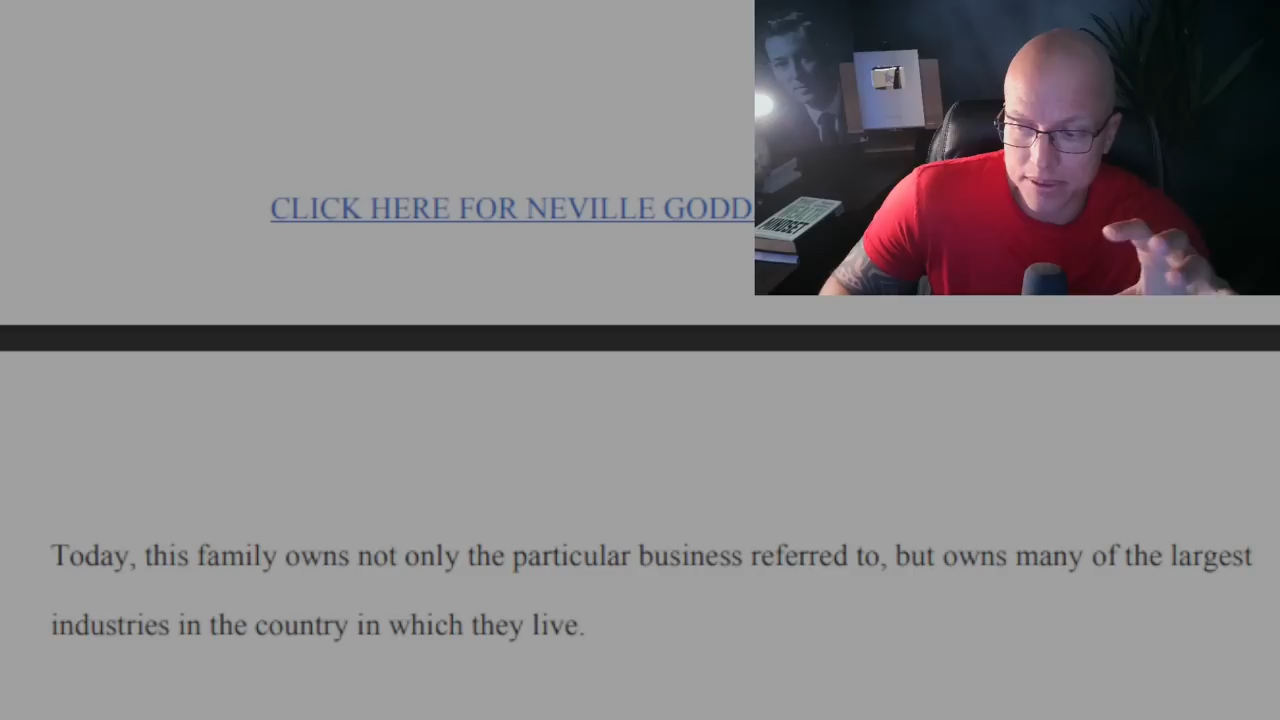 CLICK HERE FOR NEVILLE GODD
MINDSET
Today, this family owns not only the particular business referred to, but owns many of the largest
industries in the country in which they live.